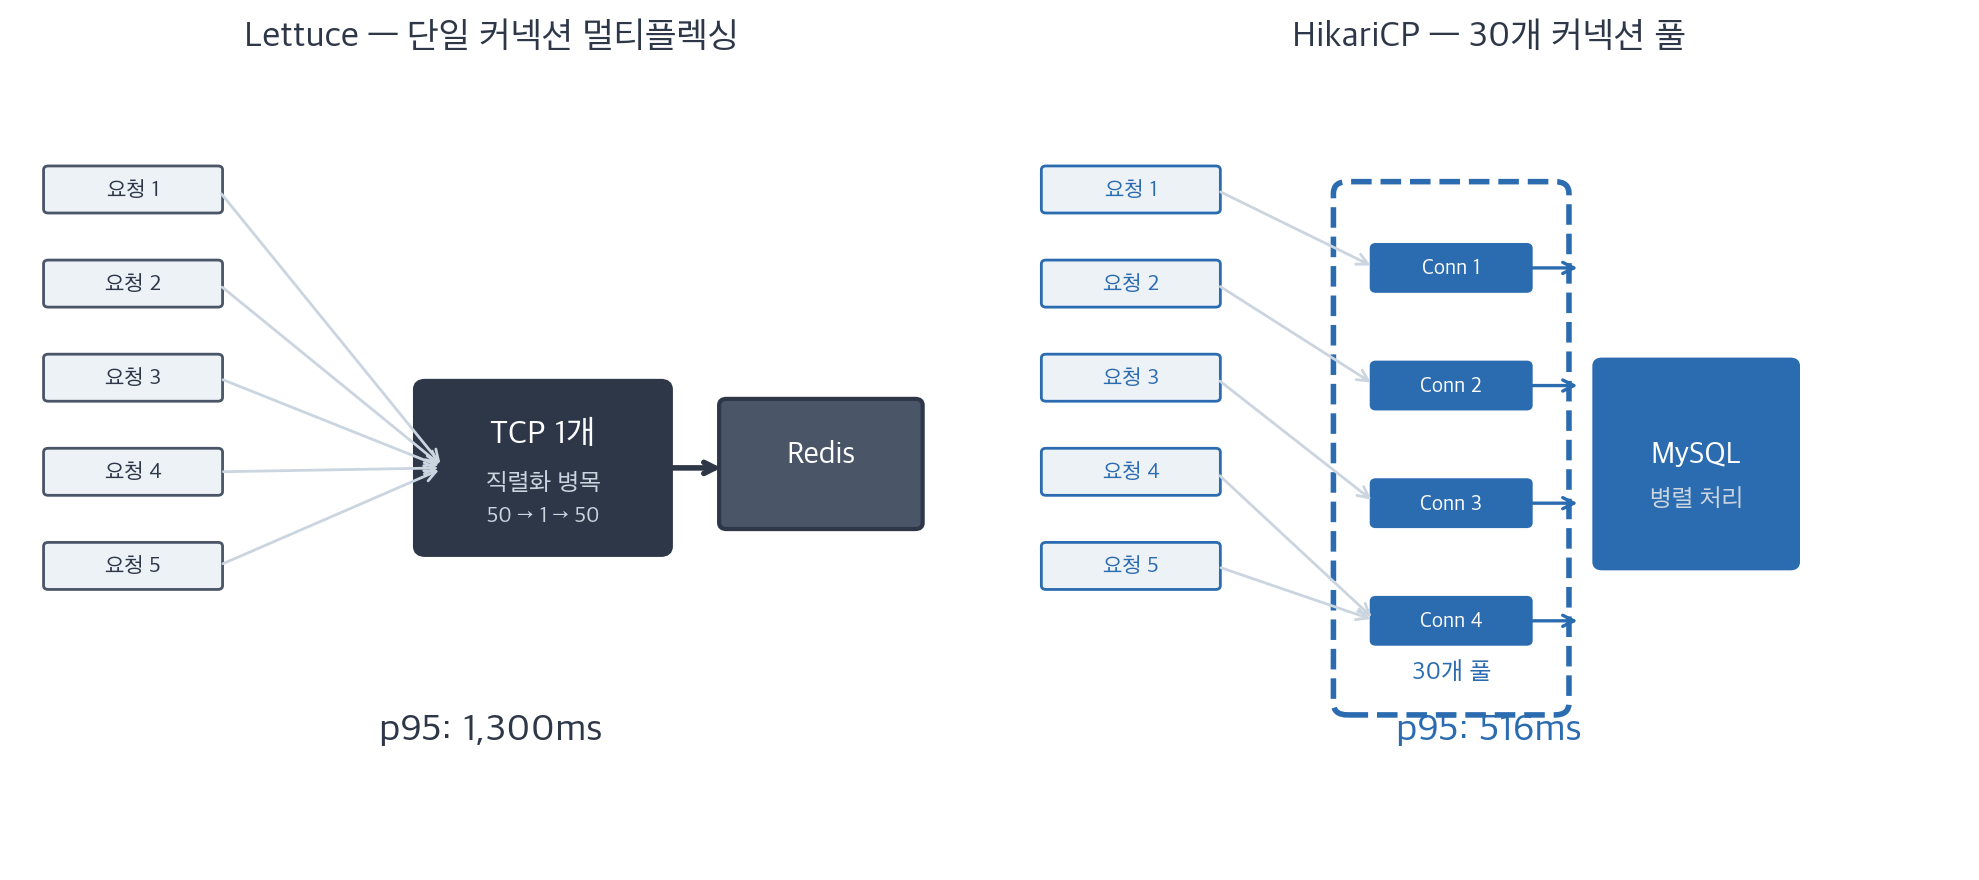 Lettuce — 단일 커넥션 멀티플렉싱
요청 1
요청 2
요청 3
요청 4
요청 5
TCP 1개
직렬화 병목
50 → 1 → 50
Redis
p95: 1,300ms
HikariCP — 30개 커넥션 풀
요청 1
요청 2
요청 3
요청 4
요청 5
Conn 1
Conn 2
Conn 3
Conn 4
30개 풀
MySQL
병렬 처리
p95: 516ms